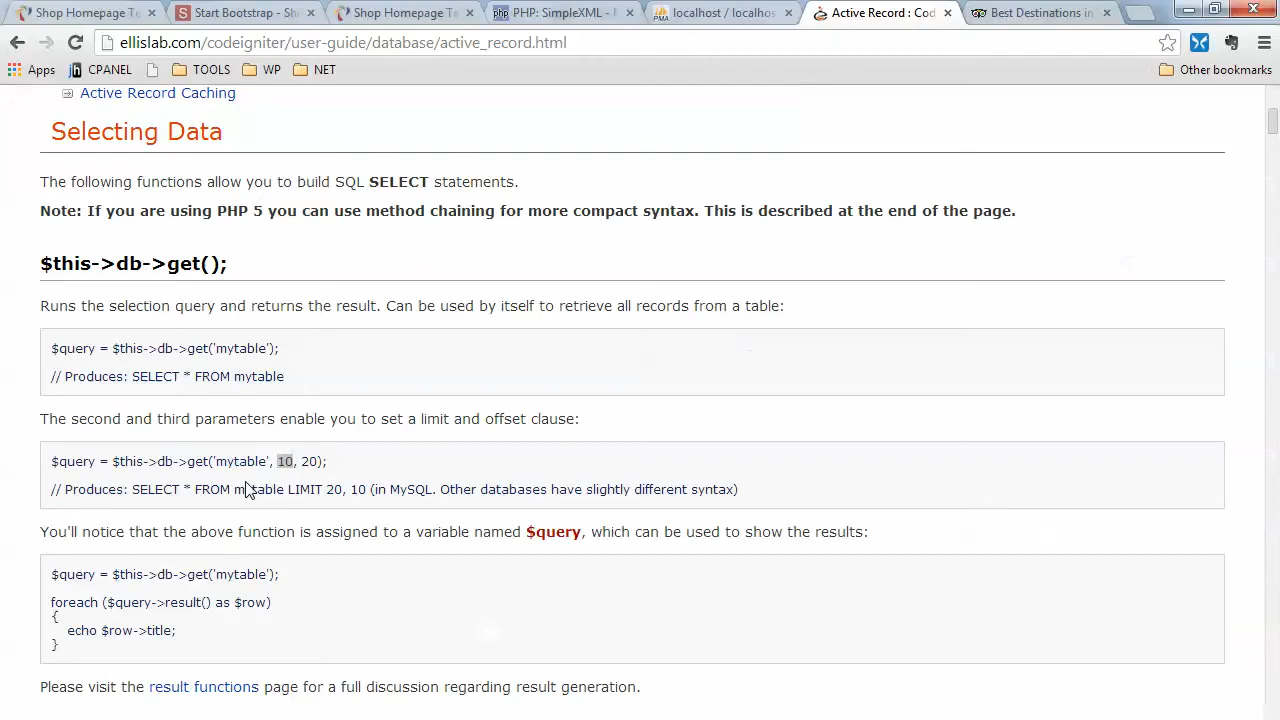 Shop Homepage Te
Start Bootstrap - Sh
Shop Homepage Te
PHP: SimpleXML - 
localhost / localhos
Active Record : Cod
Best Destinations in
ellislab.com/codeigniter/user-guide/database/active_record.html
Apps
CPANEL
TOOLS
WP
NET
Other bookmarks
Active Record Caching
Selecting Data
The following functions allow you to build SQL SELECT statements.
Note: If you are using PHP 5 you can use method chaining for more compact syntax. This is described at the end of the page.
$this->db->get();
Runs the selection query and returns the result. Can be used by itself to retrieve all records from a table:
$query = $this->db->get('mytable');
// Produces: SELECT * FROM mytable
The second and third parameters enable you to set a limit and offset clause:
$query = $this->db->get('mytable', 10, 20);
// Produces: SELECT * FROM mytable LIMIT 20, 10 (in MySQL. Other databases have slightly different syntax)
You'll notice that the above function is assigned to a variable named $query, which can be used to show the results:
$query = $this->db->get('mytable');
foreach ($query->result() as $row)
{
echo $row->title;
}
Please visit the result functions page for a full discussion regarding result generation.